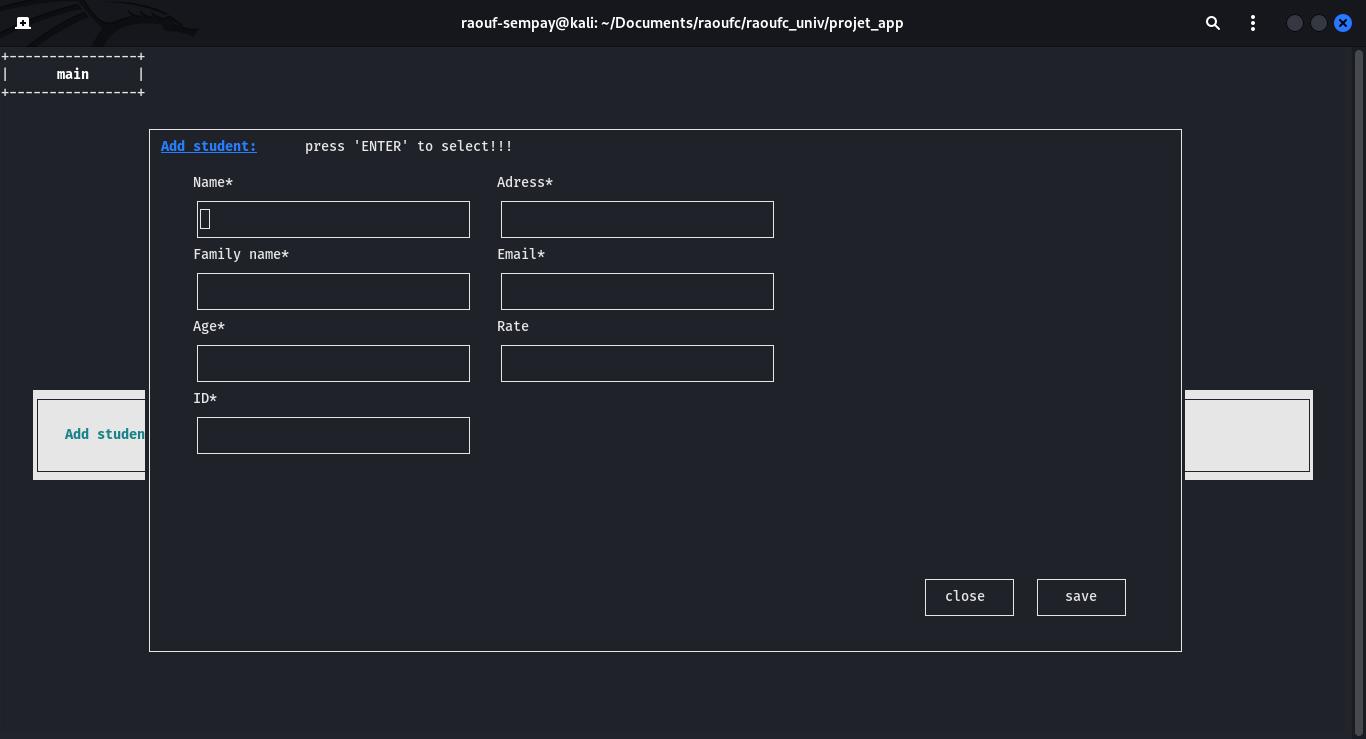 raouf-sempay@kali: ~/Documents/raoufc/raoufc_univ/projet_app
+----------------+
| main |
+----------------+
Add student: press 'ENTER' to select!!!
Name* Adress*
Family name* Email*
Age* Rate
ID*
Add studen
close save